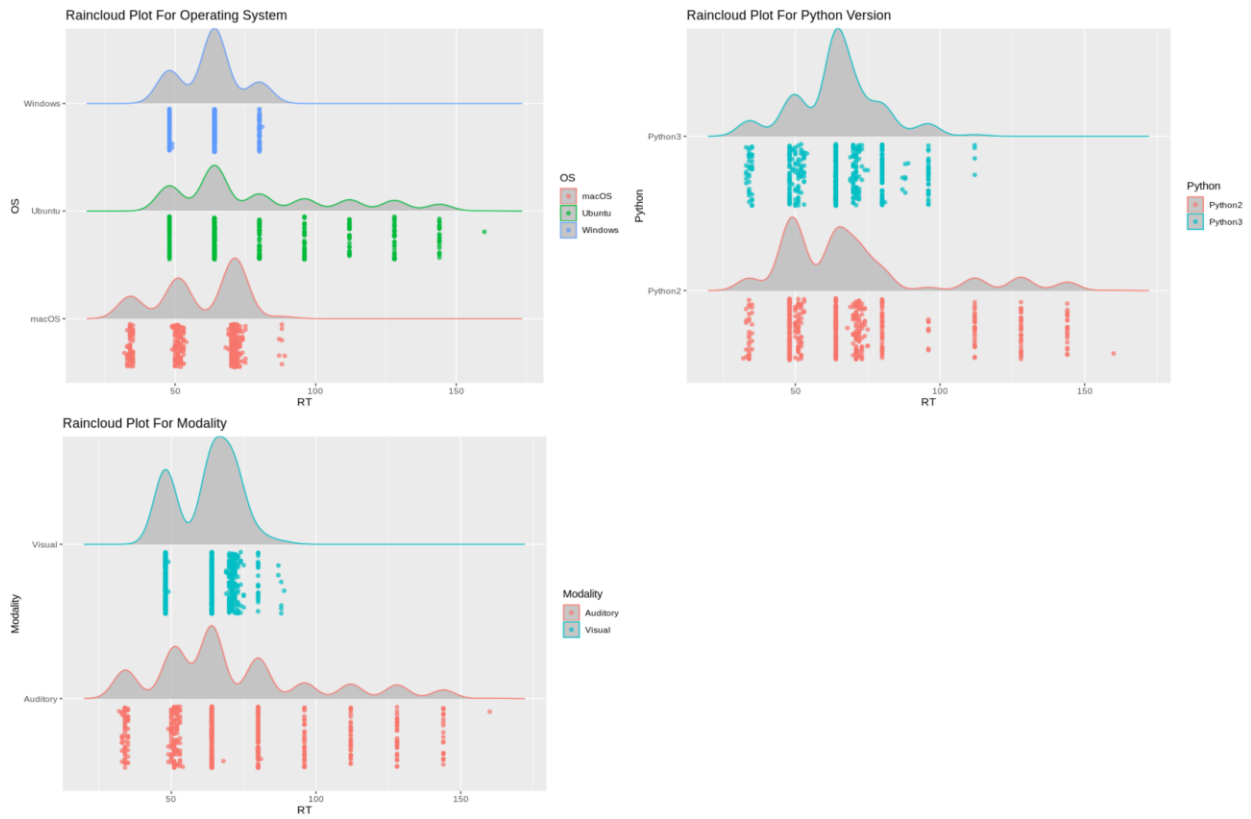 Raincloud Plot For Operating System
Windows
Ubuntu
macOS
OS
50 100 150
RT
OS
macOS
Ubuntu
Windows
Raincloud Plot For Python Version
Python3
Python2
Python
50 100 150
RT
Python
Python2
Python3
Raincloud Plot For Modality
Visual
Auditory
Modality
50 100 150
RT
Modality
Auditory
Visual